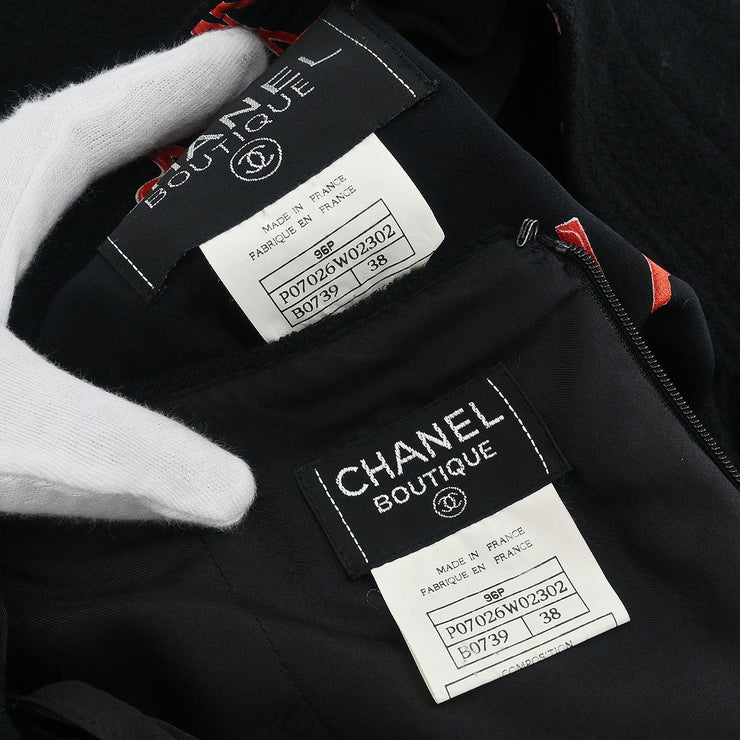 CHANEL
BOUTIQUE
MADE IN FRANCE
FABRIQUE EN FRANCE
96P
P07026W02302
B0739 38
CHANEL
BOUTIQUE
MADE IN FRANCE
FABRIQUE EN FRANCE
96P
P07026W02302
B0739 38
COMPOSITION